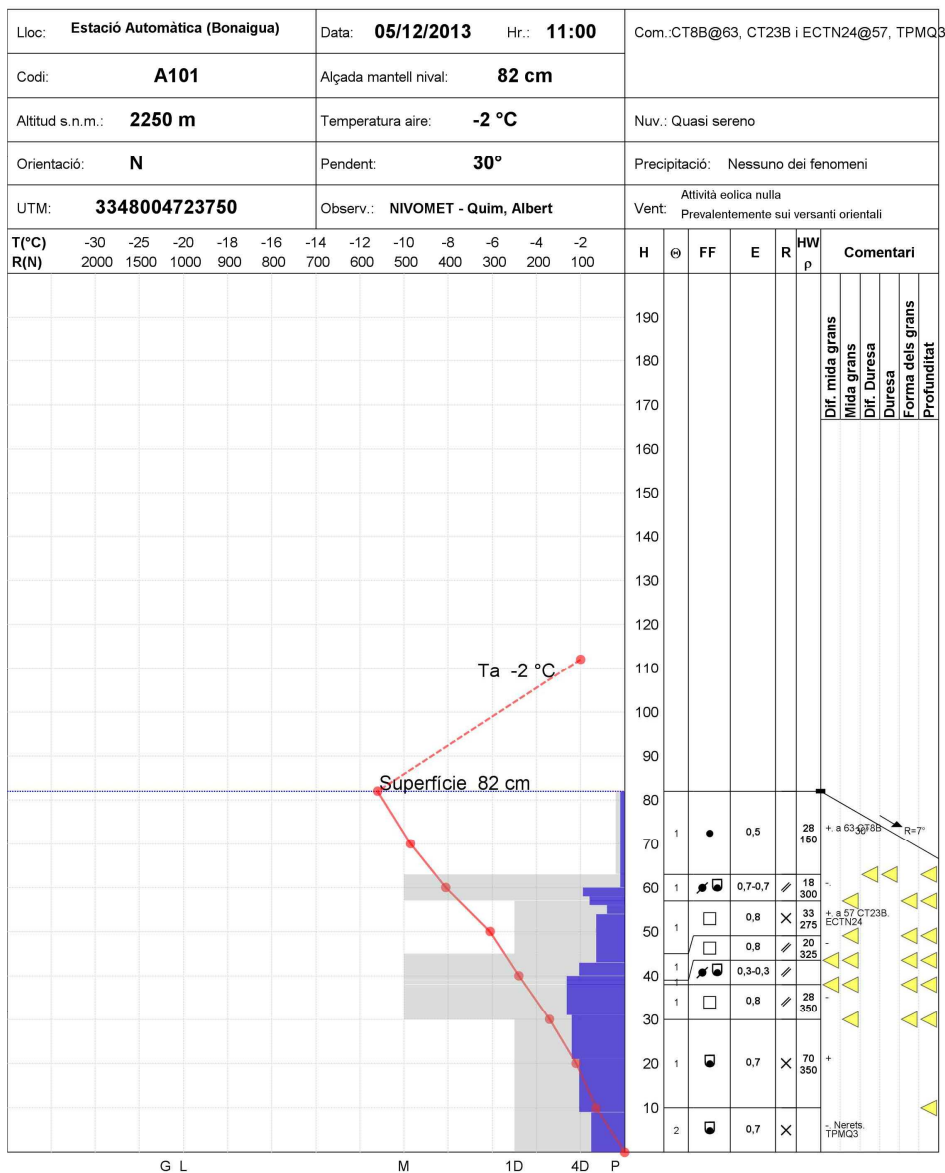 Lloc: Estació Automàtica (Bonaigua) Data: 05/12/2013 Hr.: 11:00 Com.:CT8B@63, CT23B i ECTN24@57, TPMQ3
Codi: A101 Alçada mantell nival: 82 cm
Altitud s.n.m.: 2250 m Temperatura aire: -2 °C Nuv.: Quasi sereno
Orientació: N Pendent: 30° Precipitació: Nessuno dei fenomeni
UTM: 3348004723750 Observ.: NIVOMET - Quim, Albert Vent: Attività eolica nulla
Prevalentemente sui versanti orientali
T(°C) -30 -25 -20 -18 -16 -14 -12 -10 -8 -6 -4 -2
R(N) 2000 1500 1000 900 800 700 600 500 400 300 200 100
H Θ FF E R HW ρ Comentari
Dif. mida grans
Mida grans
Dif. Duresa
Duresa
Forma dels grans
Profunditat
190
180
170
160
150
140
130
120
110
100
90
80
70
60
50
40
30
20
10
Ta -2 °C
Superfície 82 cm
1 0,5 28 160 +. a 63 CT8B 30° R=7°
1 0,7-0,7 18 300 -.
1 0,8 33 275 +. a 57 CT23B.
ECTN24
1 0,8 20 325 -
1 0,3-0,3
1 0,8 28 350 -
1 0,7 70 350 +
2 0,7 -. Nerets.
TPMQ3
G L M 1D 4D P